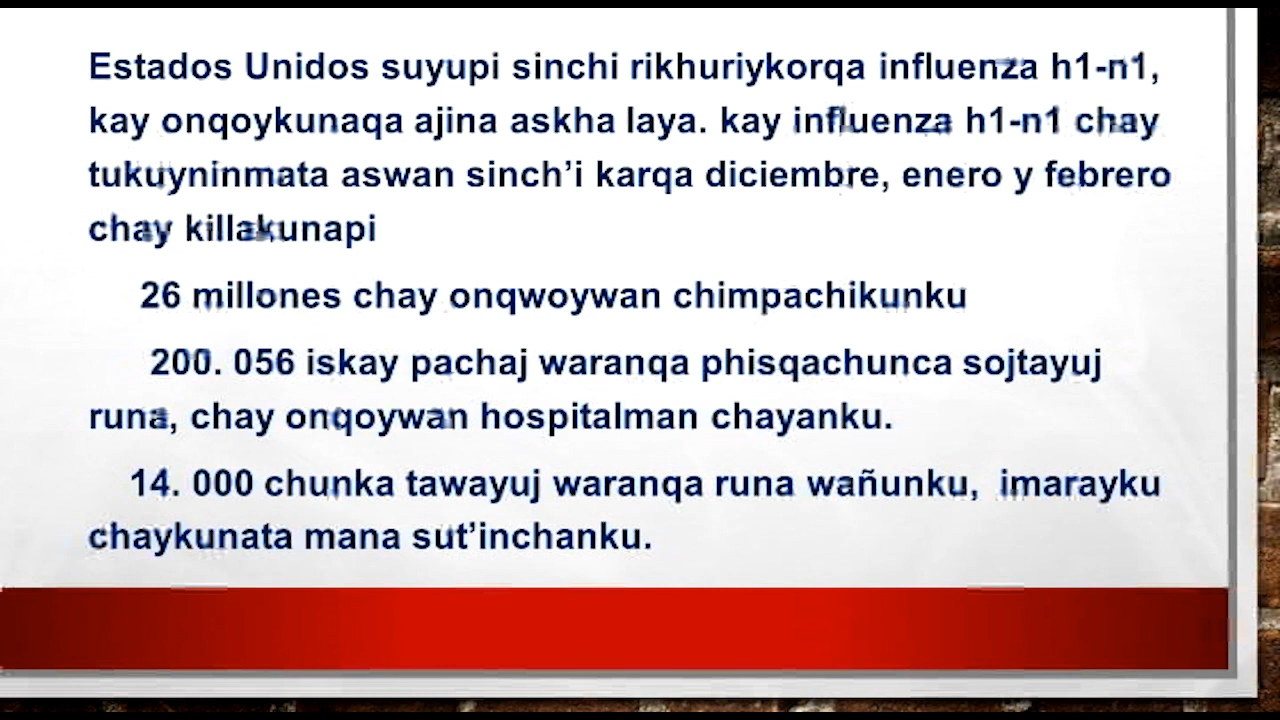 Estados Unidos suyupi sinchi rikhuriykorqa influenza h1-n1,
kay onqoykunaqa ajina askha laya. kay influenza h1-n1 chay
tukuyninmata aswan sinch’i karqa diciembre, enero y febrero
chay killakunapi
26 millones chay onqwoywan chimpachikunku
200. 056 iskay pachaj waranqa phisqachunca sojtayuj
runa, chay onqoywan hospitalman chayanku.
14. 000 chunka tawayuj waranqa runa wañunku, imarayku
chaykunata mana sut’inchanku.